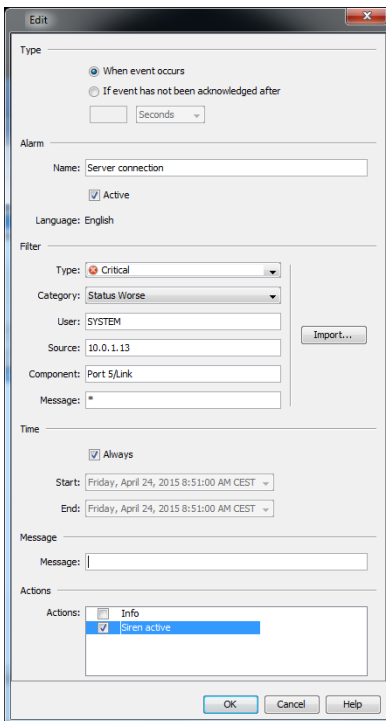 Edit
Type
When event occurs
If event has not been acknowledged after
Seconds
Alarm
Name: Server connection
Active
Language: English
Filter
Type: Critical
Category: Status Worse
User: SYSTEM
Import...
Source: 10.0.1.13
Component: Port 5/Link
Message: *
Time
Always
Start: Friday, April 24, 2015 8:51:00 AM CEST
End: Friday, April 24, 2015 8:51:00 AM CEST
Message
Message:
Actions
Actions: Info
Siren active
OK Cancel Help